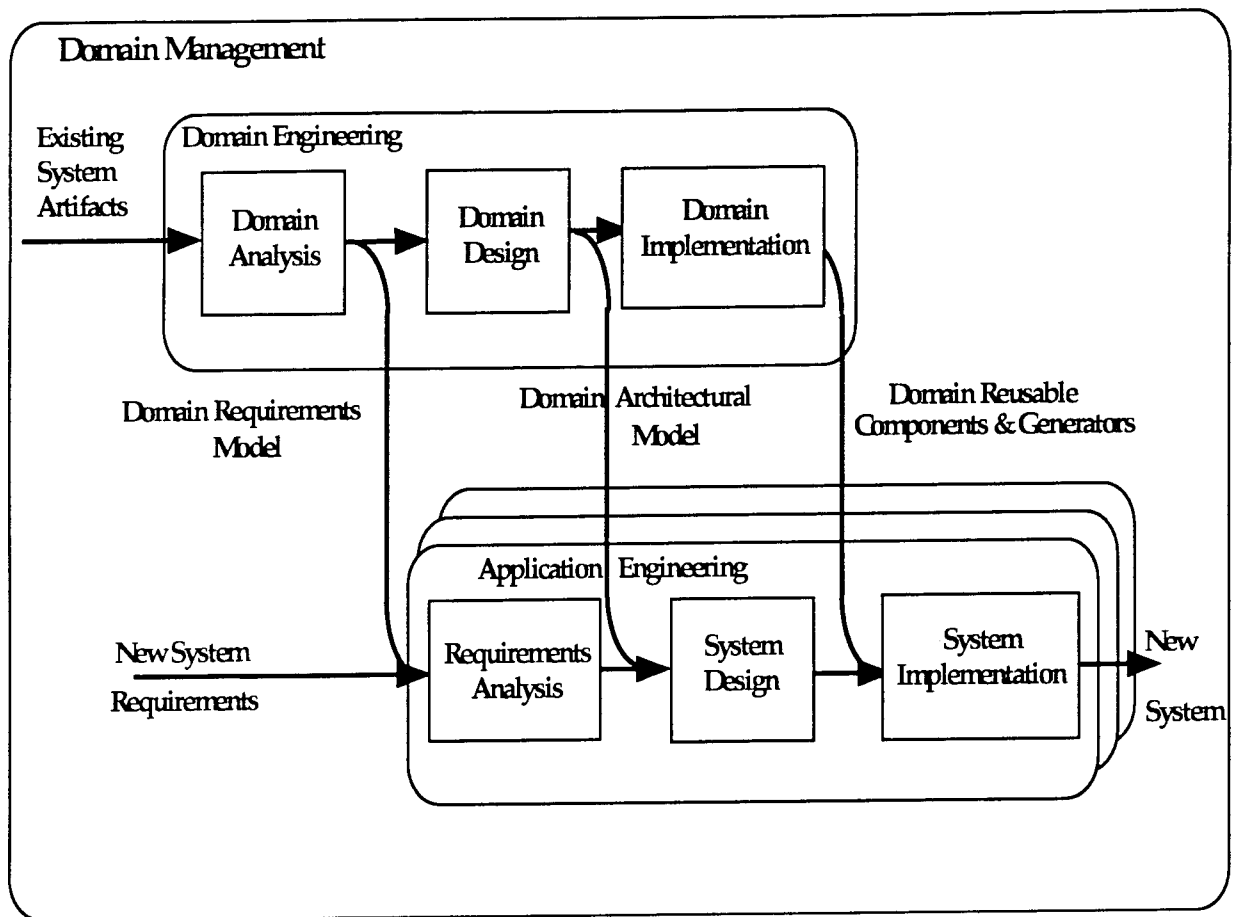 Domain Management
Existing
System
Artifacts
Domain Engineering
Domain
Analysis
Domain
Design
Domain
Implementation
Domain Requirements
Model
Domain Architectural
Model
Domain Reusable
Components & Generators
Application Engineering
New System
Requirements
Requirements
Analysis
System
Design
System
Implementation
New
System